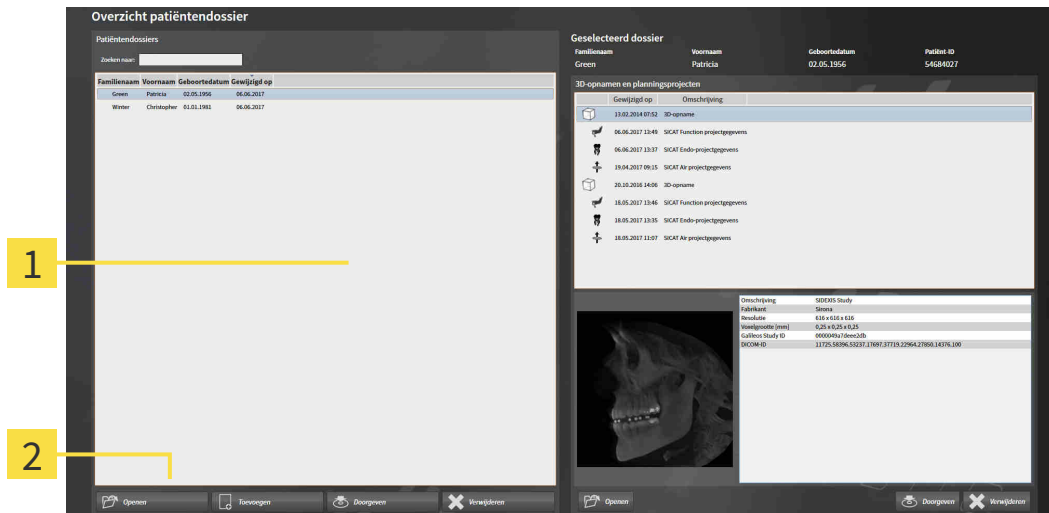 Overzicht patiëntendossier
Patiëntendossiers
Zoeken naar:
Familienaam Voornaam Geboortedatum Gewijzigd op
Green Patricia 02.05.1956 06.06.2017
Winter Christopher 01.01.1981 06.06.2017
1
2
Openen Toevoegen Doorgeven Verwijderen
Geselecteerd dossier
Familienaam Voornaam Geboortedatum Patiënt-ID
Green Patricia 02.05.1956 54684027
3D-opnamen en planningsprojecten
Gewijzigd op Omschrijving
13.02.2014 07:52 3D-opname
06.06.2017 13:49 SICAT Function projectgegevens
06.06.2017 13:37 SICAT Endo-projectgegevens
19.04.2017 09:15 SICAT Air projectgegevens
20.10.2016 14:06 3D-opname
18.05.2017 13:46 SICAT Function projectgegevens
18.05.2017 13:35 SICAT Endo-projectgegevens
18.05.2017 11:07 SICAT Air projectgegevens
Omschrijving SIDEXIS Study
Fabrikant Sirona
Resolutie 616 x 616 x 616
Voxelgrootte [mm] 0,25 x 0,25 x 0,25
Galileos Study ID 0000049a7deee2db
DICOM-ID 11725.58396.53237.17697.37719.22964.27850.14376.100
Openen Doorgeven Verwijderen